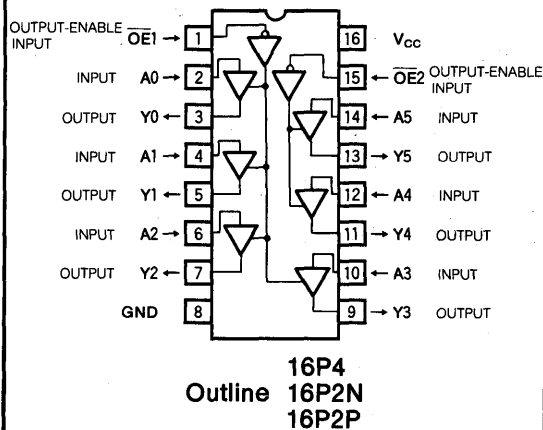 OUTPUT-ENABLE
INPUT
OE1 → 1
INPUT A0 → 2
OUTPUT Y0 ← 3
INPUT A1 → 4
OUTPUT Y1 ← 5
INPUT A2 → 6
OUTPUT Y2 ← 7
GND 8
16 Vcc
15 ← OE2 OUTPUT-ENABLE
INPUT
14 ← A5 INPUT
13 → Y5 OUTPUT
12 ← A4 INPUT
11 → Y4 OUTPUT
10 ← A3 INPUT
9 → Y3 OUTPUT
16P4
Outline 16P2N
16P2P